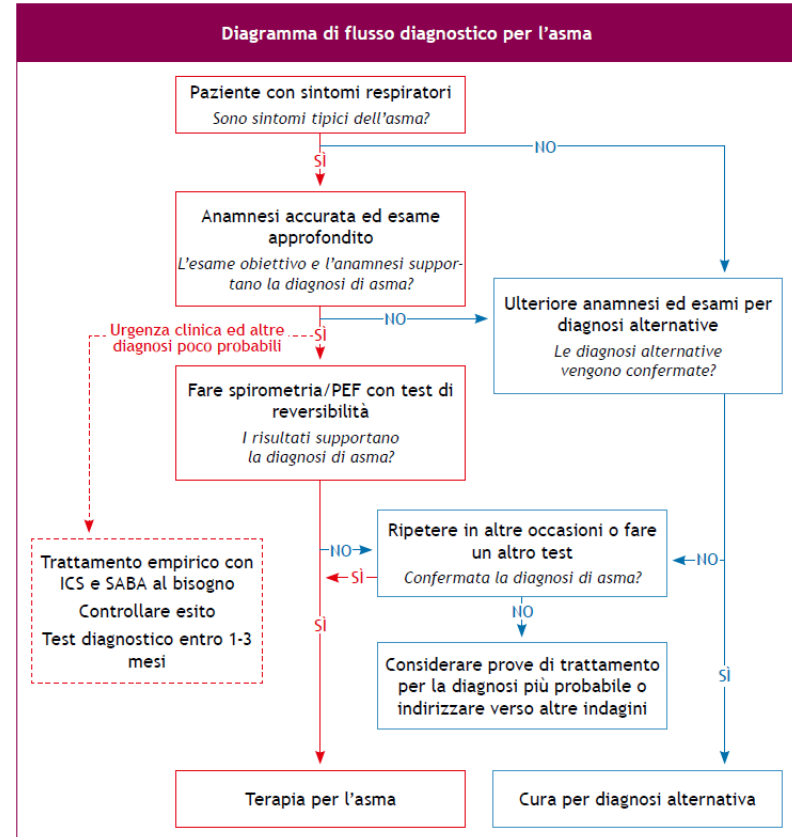 Diagramma di flusso diagnostico per l'asma
Paziente con sintomi respiratori
Sono sintomi tipici dell'asma?
NO
SÌ
Anamnesi accurata ed esame
approfondito
L'esame obiettivo e l'anamnesi suppor-
tano la diagnosi di asma?
Ulteriore anamnesi ed esami per
diagnosi alternative
Le diagnosi alternative
vengono confermate?
NO
Urgenza clinica ed altre
diagnosi poco probabili
SÌ
Fare spirometria/PEF con test di
reversibilità
I risultati supportano
la diagnosi di asma?
Ripetere in altre occasioni o fare
un altro test
Confermata la diagnosi di asma?
NO
SÌ
NO
Trattamento empirico con
ICS e SABA al bisogno
Controllare esito
Test diagnostico entro 1-3
mesi
SÌ
NO
Considerare prove di trattamento
per la diagnosi più probabile o
indirizzare verso altre indagini
SÌ
Terapia per l'asma
Cura per diagnosi alternativa